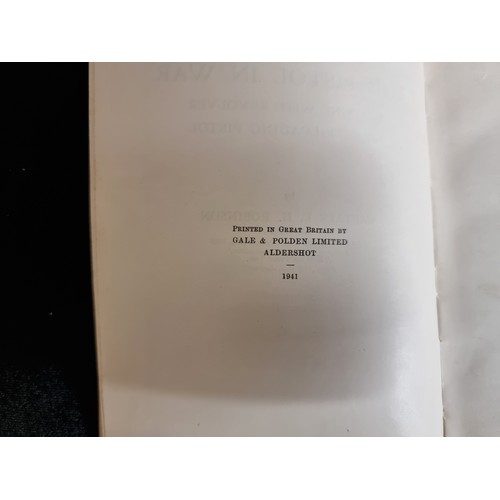 PRINTED IN GREAT BRITAIN BY
GALE & POLDEN LIMITED
ALDERSHOT
—
1941